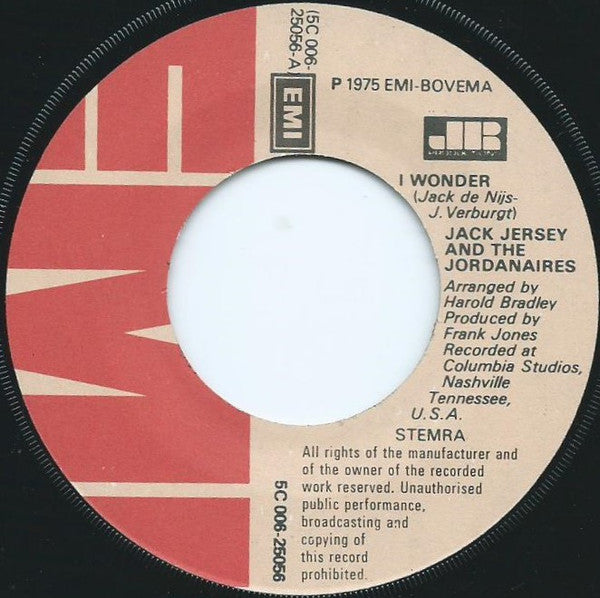 (5C 006-
25056-A)
EMI
P 1975 EMI-BOVEMA
I WONDER
(Jack de Nijs-
J. Verburgt)
JACK JERSEY
AND THE
JORDANAIRES
Arranged by
Harold Bradley
Produced by
Frank Jones
Recorded at
Columbia Studios,
Nashville
Tennessee,
U.S.A.
STEMRA
All rights of the manufacturer and
of the owner of the recorded
work reserved. Unauthorised
public performance,
broadcasting and
copying of
this record
prohibited.
5C 006-25056
EMI